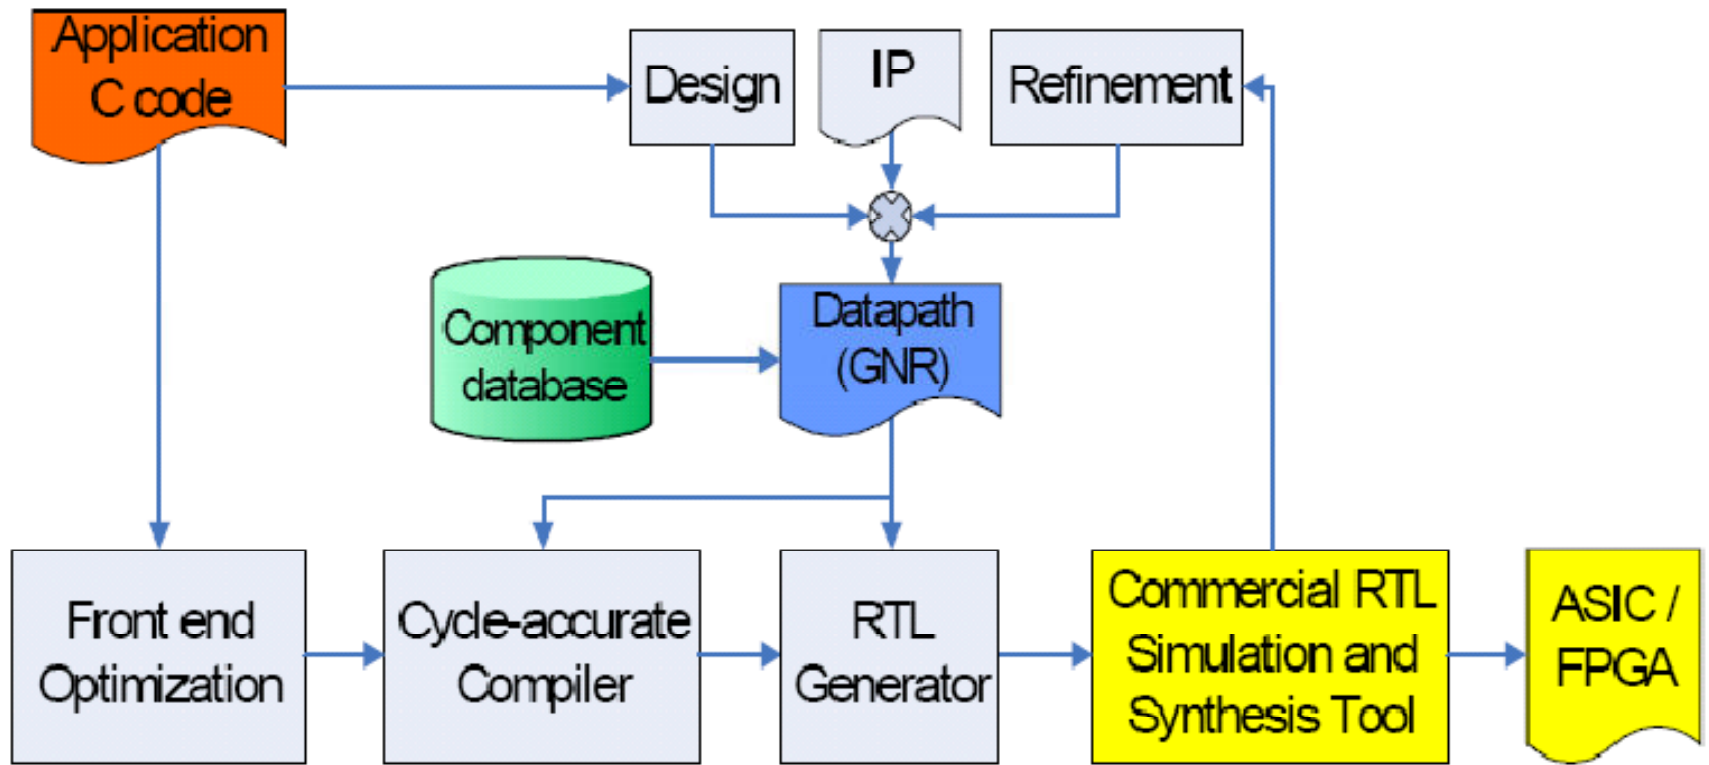 Application
C code
Design
IP
Refinement
Component
database
Datapath
(GNR)
Front end
Optimization
Cycle-accurate
Compiler
RTL
Generator
Commercial RTL
Simulation and
Synthesis Tool
ASIC /
FPGA